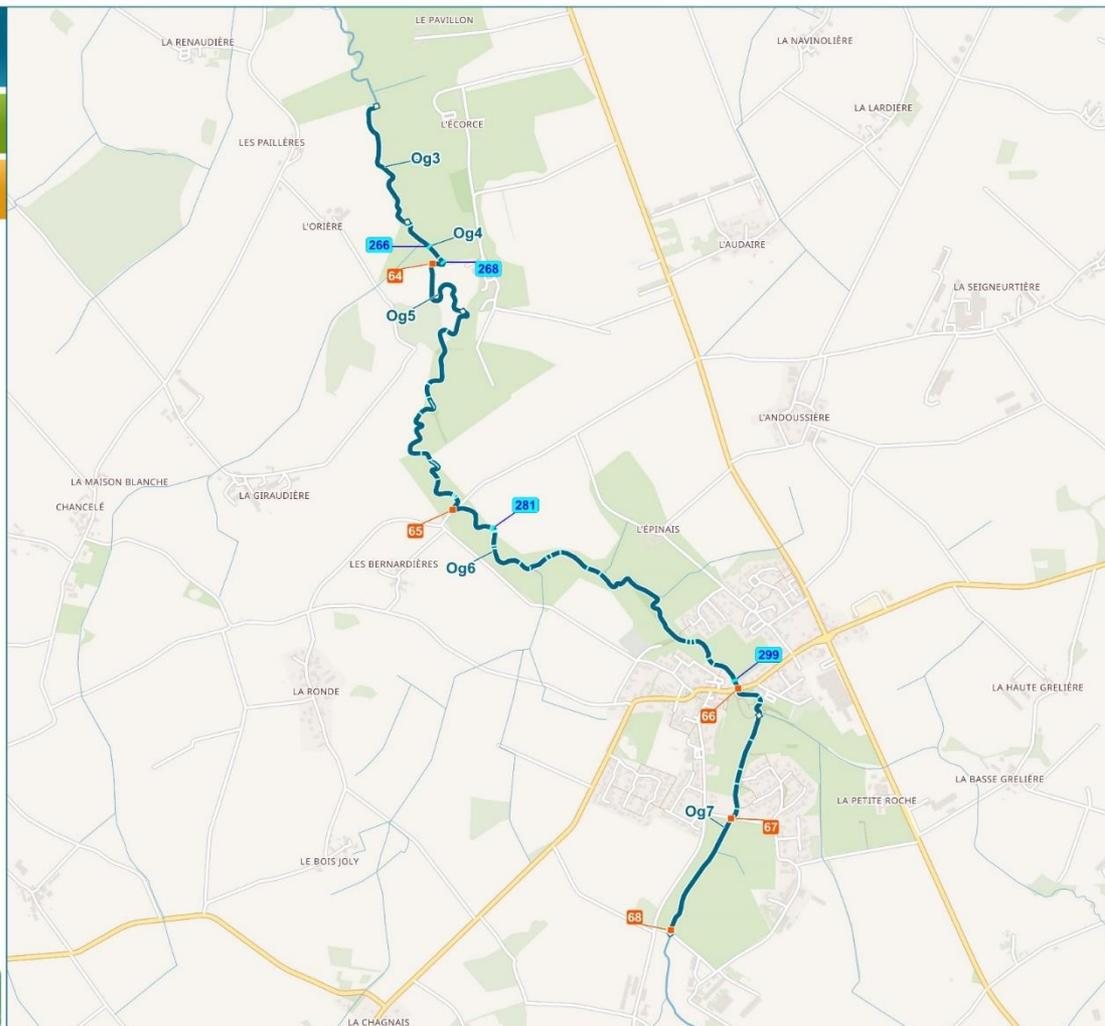 LE PAVILLON
LA RENAUDIÈRE
LA NAVINOLIÈRE
LA LARDIÈRE
L'ÉCORCE
LES PAILLÈRES
Og3
L'ORIÈRE
Og4
266
L'AUDAIRE
268
64
LA SEIGNEURTIÈRE
Og5
L'ANDOUSSIÈRE
LA MAISON BLANCHE
LA GIRAUDIÈRE
CHANCELÉ
281
65
L'ÉPINAIS
LES BERNARDIÈRES
Og6
299
LA RONDE
LA HAUTE GRELIÈRE
66
LA BASSE GRELIÈRE
LA PETITE ROCHE
Og7
67
LE BOIS JOLY
68
LA CHAGNAIS